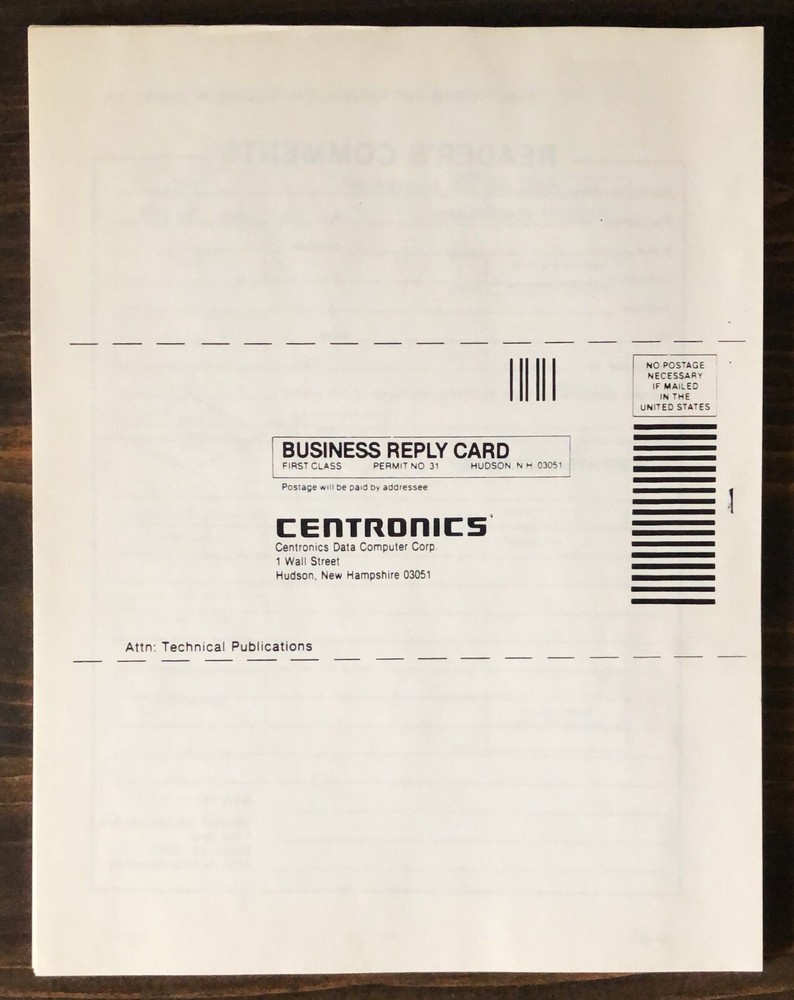 READER'S COMMENTS
NO POSTAGE
NECESSARY
IF MAILED
IN THE
UNITED STATES
BUSINESS REPLY CARD
FIRST CLASS PERMIT NO 31 HUDSON N H 03051
Postage will be paid by addressee
CENTRONICS
Centronics Data Computer Corp.
1 Wall Street
Hudson, New Hampshire 03051
Attn: Technical Publications